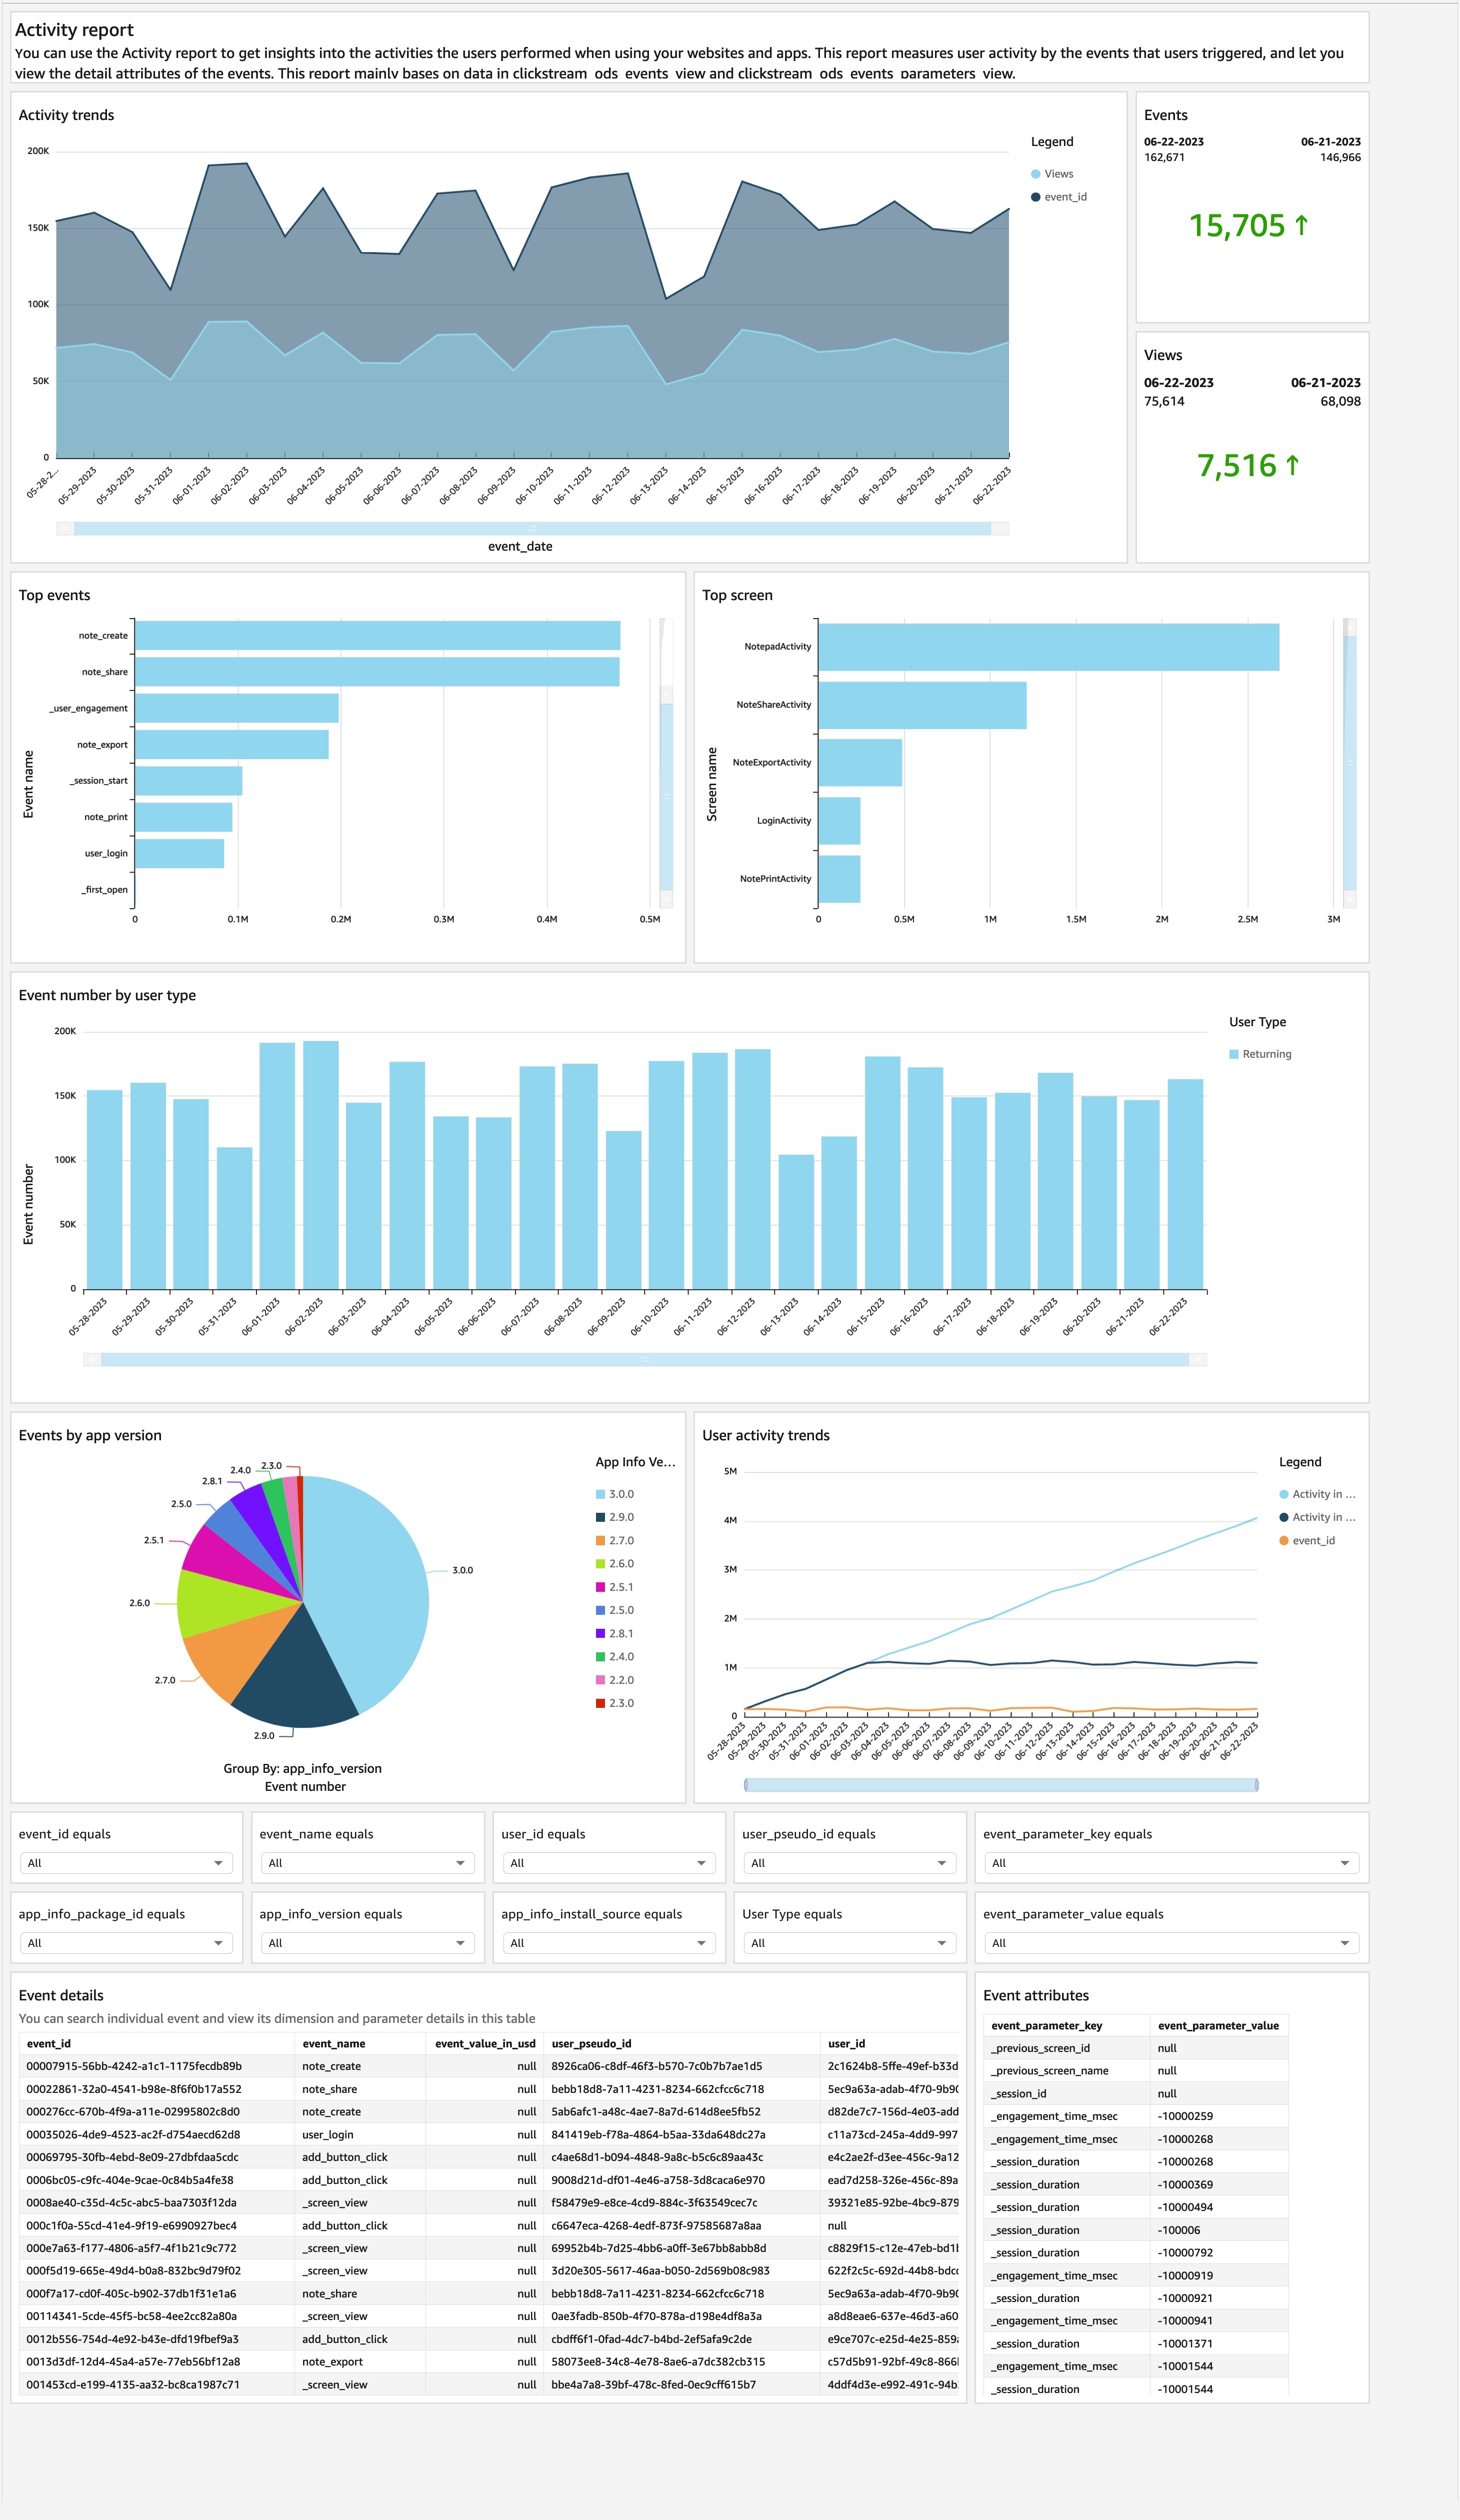 Activity report
You can use the Activity report to get insights into the activities the users performed when using your websites and apps. This report measures user activity by the events that users triggered, and let you
view the detail attributes of the events. This report mainly bases on data in clickstream_ods_events_view and clickstream_ods_events_parameters_view.
Activity trends
200K
150K
100K
50K
0
05-28-2...
05-29-2023
05-30-2023
05-31-2023
06-01-2023
06-02-2023
06-03-2023
06-04-2023
06-05-2023
06-06-2023
06-07-2023
06-08-2023
06-09-2023
06-10-2023
06-11-2023
06-12-2023
06-13-2023
06-14-2023
06-15-2023
06-16-2023
06-17-2023
06-18-2023
06-19-2023
06-20-2023
06-21-2023
06-22-2023
event_date
Legend
Views
event_id
Events
06-22-2023 06-21-2023
162,671 146,966
15,705↑
Views
06-22-2023 06-21-2023
75,614 68,098
7,516↑
Top events
Event name
note_create
note_share
_user_engagement
note_export
_session_start
note_print
user_login
_first_open
0 0.1M 0.2M 0.3M 0.4M 0.5M
Top screen
Screen name
NotepadActivity
NoteShareActivity
NoteExportActivity
LoginActivity
NotePrintActivity
0 0.5M 1M 1.5M 2M 2.5M 3M
Event number by user type
Event number
200K
150K
100K
50K
0
05-28-2023
05-29-2023
05-30-2023
05-31-2023
06-01-2023
06-02-2023
06-03-2023
06-04-2023
06-05-2023
06-06-2023
06-07-2023
06-08-2023
06-09-2023
06-10-2023
06-11-2023
06-12-2023
06-13-2023
06-14-2023
06-15-2023
06-16-2023
06-17-2023
06-18-2023
06-19-2023
06-20-2023
06-21-2023
06-22-2023
User Type
Returning
Events by app version
2.3.0
2.4.0
2.8.1
2.5.0
2.5.1
2.6.0
2.7.0
2.9.0
3.0.0
Group By: app_info_version
Event number
App Info Ve...
3.0.0
2.9.0
2.7.0
2.6.0
2.5.1
2.5.0
2.8.1
2.4.0
2.2.0
2.3.0
User activity trends
5M
4M
3M
2M
1M
0
05-28-2023
05-29-2023
05-30-2023
05-31-2023
06-01-2023
06-02-2023
06-03-2023
06-04-2023
06-05-2023
06-06-2023
06-07-2023
06-08-2023
06-09-2023
06-10-2023
06-11-2023
06-12-2023
06-13-2023
06-14-2023
06-15-2023
06-16-2023
06-17-2023
06-18-2023
06-19-2023
06-20-2023
06-21-2023
06-22-2023
Legend
Activity in ...
Activity in ...
event_id
event_id equals
All
event_name equals
All
user_id equals
All
user_pseudo_id equals
All
event_parameter_key equals
All
app_info_package_id equals
All
app_info_version equals
All
app_info_install_source equals
All
User Type equals
All
event_parameter_value equals
All
Event details
You can search individual event and view its dimension and parameter details in this table
event_id event_name event_value_in_usd user_pseudo_id user_id
00007915-56bb-4242-a1c1-1175fecdb89b note_create null 8926ca06-c8df-46f3-b570-7c0b7b7ae1d5 2c1624b8-5ffe-49ef-b33d
00022861-32a0-4541-b98e-8f6f0b17a552 note_share null bebb18d8-7a11-4231-8234-662cfcc6c718 5ec9a63a-adab-4f70-9b90
000276cc-670b-4f9a-a11e-02995802c8d0 note_create null 5ab6afc1-a48c-4ae7-8a7d-614d8ee5fb52 d82de7c7-156d-4e03-add
00035026-4de9-4523-ac2f-d754aecd62d8 user_login null 841419eb-f78a-4864-b5aa-33da648dc27a c11a73cd-245a-4dd9-997
00069795-30fb-4ebd-8e09-27dbfdaa5cdc add_button_click null c4ae68d1-b094-4848-9a8c-b5c6c89aa43c e4c2ae2f-d3ee-456c-9a12
0006bc05-c9fc-404e-9cae-0c84b5a4fe38 add_button_click null 9008d21d-df01-4e46-a758-3d8caca6e970 ead7d258-326e-456c-89a
0008ae40-c35d-4c5c-abc5-baa7303f12da _screen_view null f58479e9-e8ce-4cd9-884c-3f63549cec7c 39321e85-92be-4bc9-879
000c1f0a-55cd-41e4-9f19-e6990927bec4 add_button_click null c6647eca-4268-4edf-873f-97585687a8aa null
000e7a63-f177-4806-a5f7-4f1b21c9c772 _screen_view null 69952b4b-7d25-4bb6-a0ff-3e67bb8abb8d c8829f15-c12e-47eb-bd1b
000f5d19-665e-49d4-b0a8-832bc9d79f02 _screen_view null 3d20e305-5617-46aa-b050-2d569b08c983 622f2c5c-692d-44b8-bdcc
000f7a17-cd0f-405c-b902-37db1f31e1a6 note_share null bebb18d8-7a11-4231-8234-662cfcc6c718 5ec9a63a-adab-4f70-9b90
00114341-5cde-45f5-bc58-4ee2cc82a80a _screen_view null 0ae3fadb-850b-4f70-878a-d198e4df8a3a a8d8eae6-637e-46d3-a60
0012b556-754d-4e92-b43e-dfd19fbef9a3 add_button_click null cbdff6f1-0fad-4dc7-b4bd-2ef5afa9c2de e9ce707c-e25d-4e25-859a
0013d3df-12d4-45a4-a57e-77eb56bf12a8 note_export null 58073ee8-34c8-4e78-8ae6-a7dc382cb315 c57d5b91-92bf-49c8-866
001453cd-e199-4135-aa32-bc8ca1987c71 _screen_view null bbe4a7a8-39bf-478c-8fed-0ec9cff615b7 4ddf4d3e-e992-491c-94b
Event attributes
event_parameter_key event_parameter_value
_previous_screen_id null
_previous_screen_name null
_session_id null
_engagement_time_msec -10000259
_engagement_time_msec -10000268
_session_duration -10000268
_session_duration -10000369
_session_duration -10000494
_session_duration -100006
_session_duration -10000792
_engagement_time_msec -10000919
_session_duration -10000921
_engagement_time_msec -10000941
_session_duration -10001371
_engagement_time_msec -10001544
_session_duration -10001544